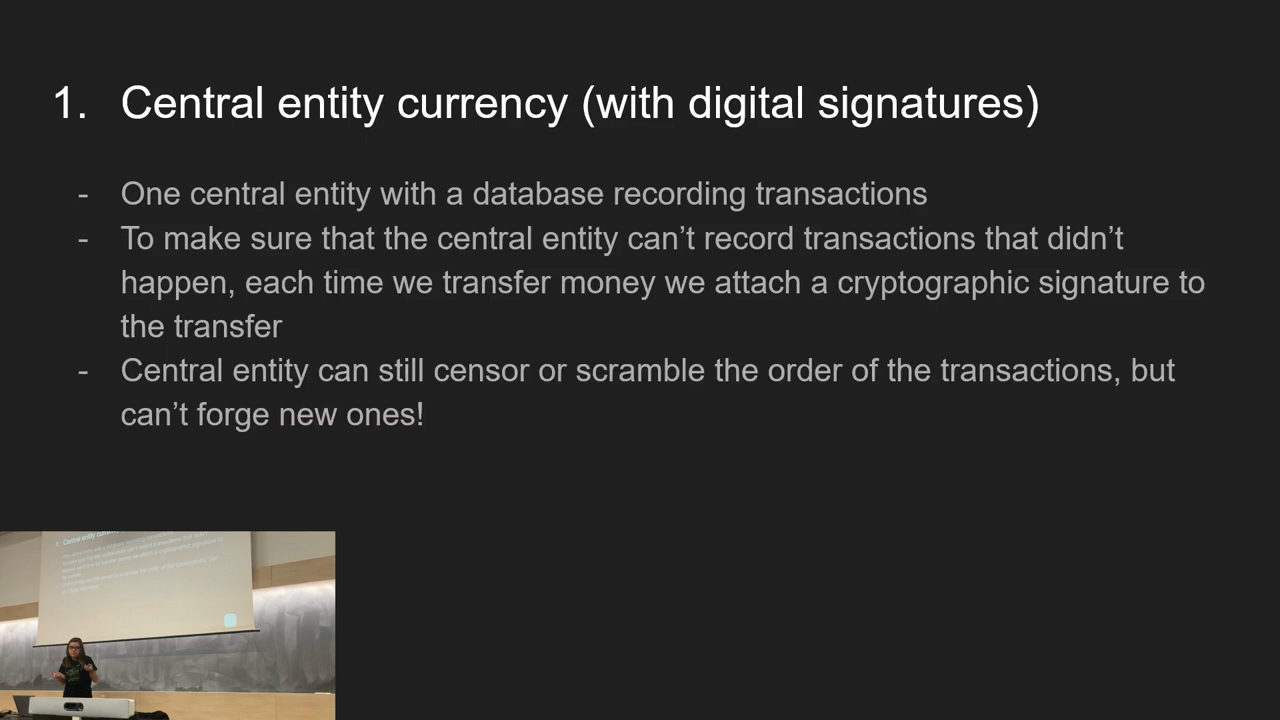 1. Central entity currency (with digital signatures)
- One central entity with a database recording transactions
- To make sure that the central entity can't record transactions that didn't
happen, each time we transfer money we attach a cryptographic signature to
the transfer
- Central entity can still censor or scramble the order of the transactions, but
can't forge new ones!